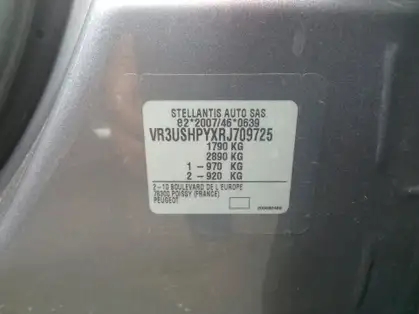 STELLANTIS AUTO SAS
e2*2007/46*0639
VR3USHPYXRJ709725
1790 KG
2890 KG
1 - 970 KG
2 - 920 KG
2-10 BOULEVARD DE L'EUROPE
78300 POISSY (FRANCE)
PEUGEOT